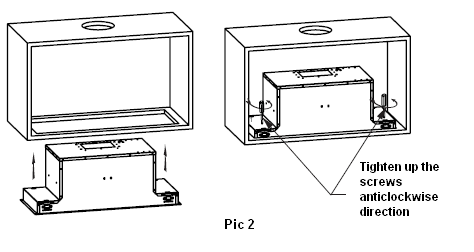 Tighten up the
screws
anticlockwise
direction
Pic 2